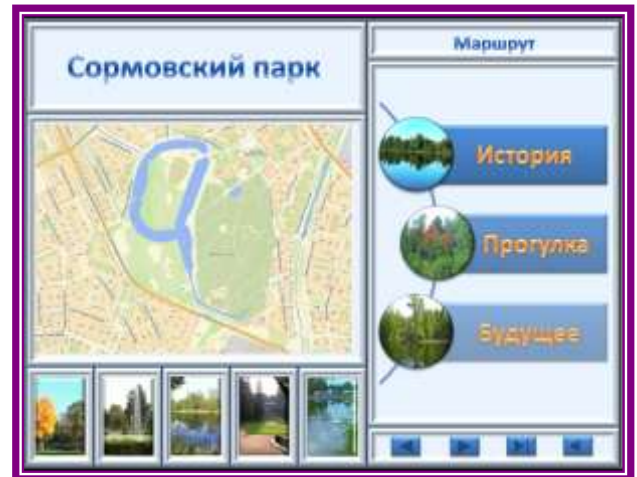 Сормовский парк
Маршрут
История
Прогулка
Будущее